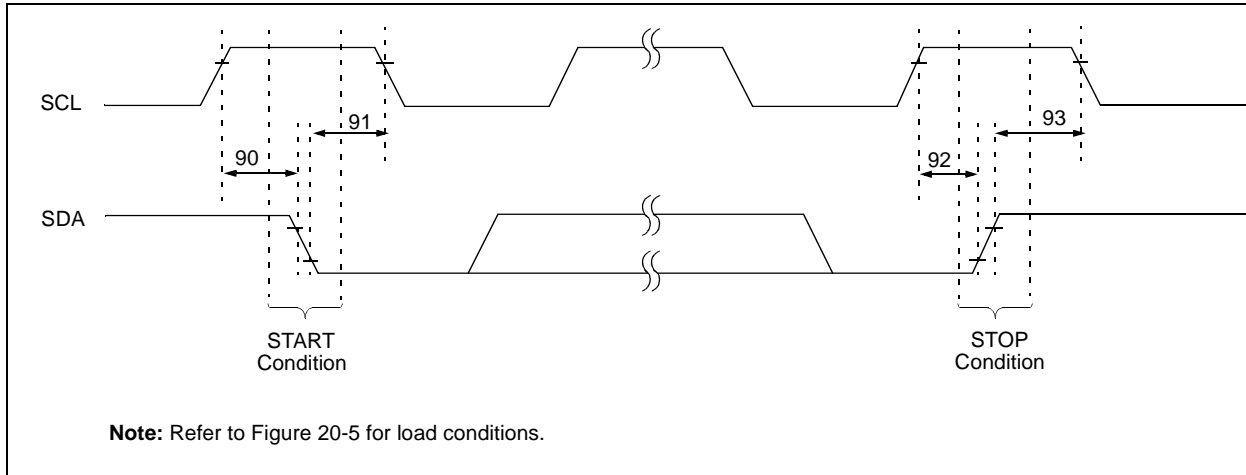 SCL
91
93
90
92
SDA
START
Condition
STOP
Condition
Note: Refer to Figure 20-5 for load conditions.